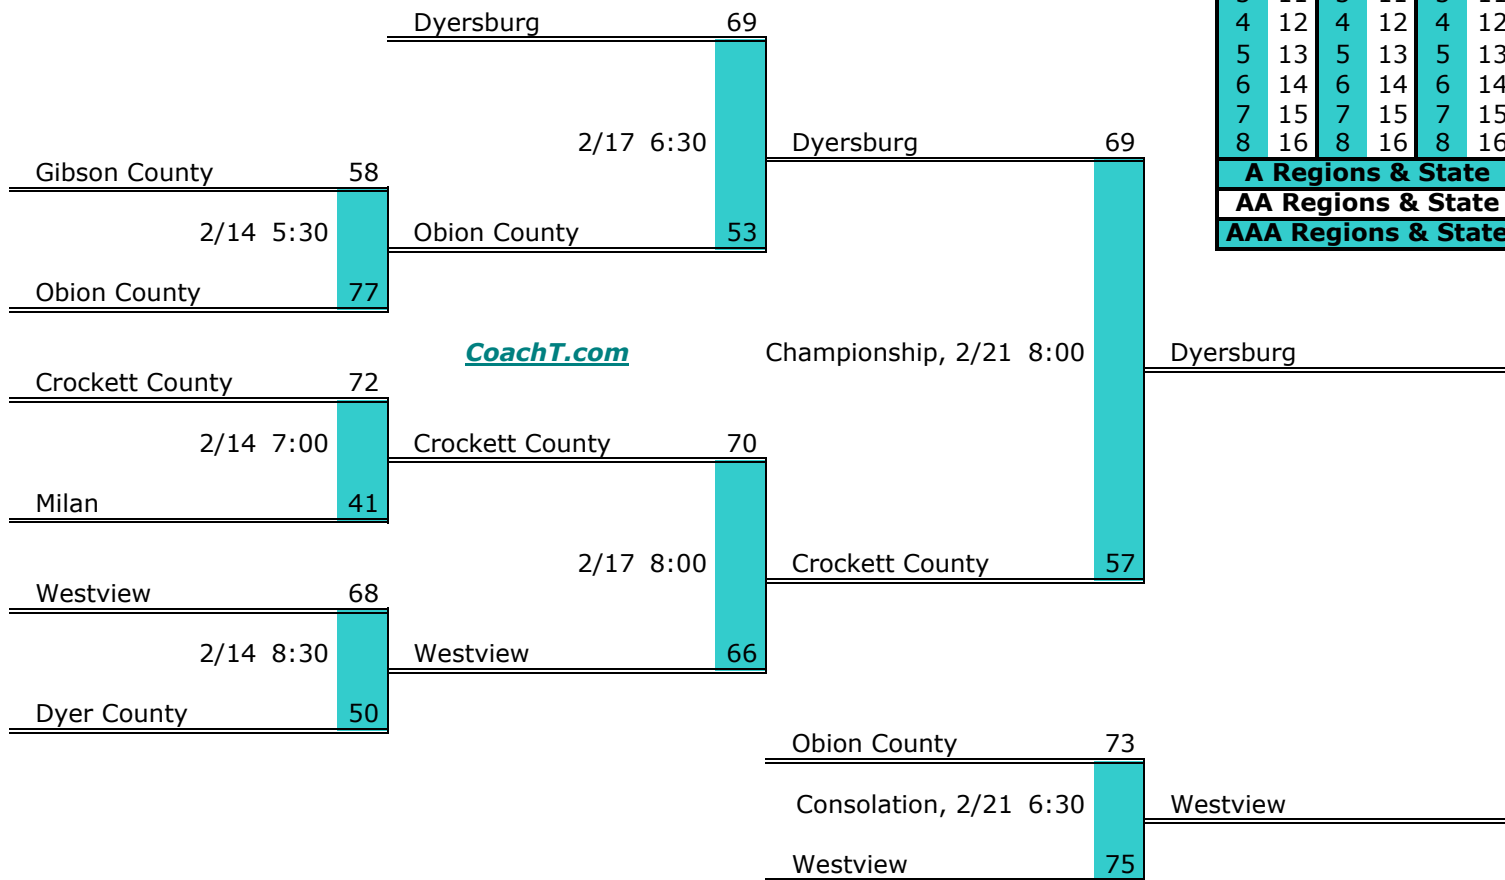 Dyersburg 69
4 12 4 12 4 12
5 13 5 13 5 13
6 14 6 14 6 14
7 15 7 15 7 15
2/17 6:30 Dyersburg 69 8 16 8 16 8 16
Gibson County 58 A Regions & State
AA Regions & State
2/14 5:30 Obion County 53 AAA Regions & State
Obion County 77
CoachT.com Championship, 2/21 8:00 Dyersburg
Crockett County 72
2/14 7:00 Crockett County 70
Milan 41
2/17 8:00 Crockett County 57
Westview 68
2/14 8:30 Westview 66
Dyer County 50
Obion County 73
Consolation, 2/21 6:30 Westview
Westview 75